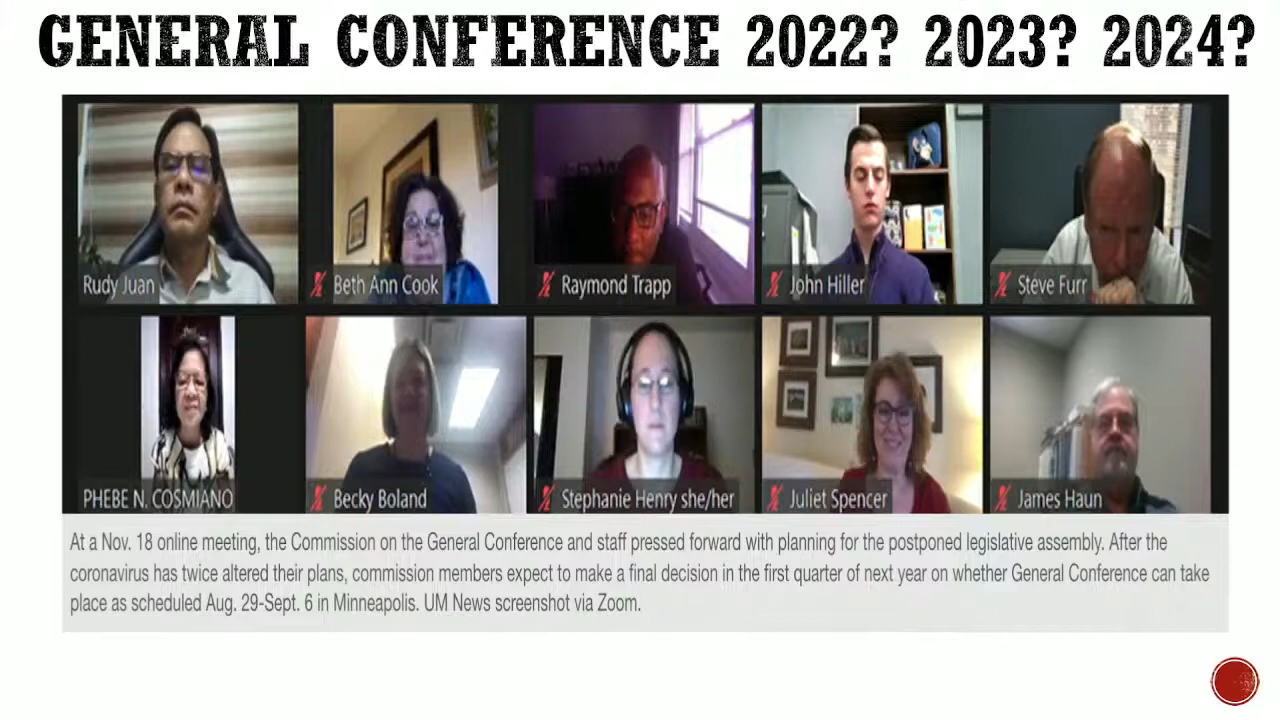 GENERAL CONFERENCE 2022? 2023? 2024?
Rudy Juan
Beth Ann Cook
Raymond Trapp
John Hiller
Steve Furr
PHEBE N. COSMIANO
Becky Boland
Stephanie Henry she/her
Juliet Spencer
James Haun
At a Nov. 18 online meeting, the Commission on the General Conference and staff pressed forward with planning for the postponed legislative assembly. After the
coronavirus has twice altered their plans, commission members expect to make a final decision in the first quarter of next year on whether General Conference can take
place as scheduled Aug. 29-Sept. 6 in Minneapolis. UM News screenshot via Zoom.